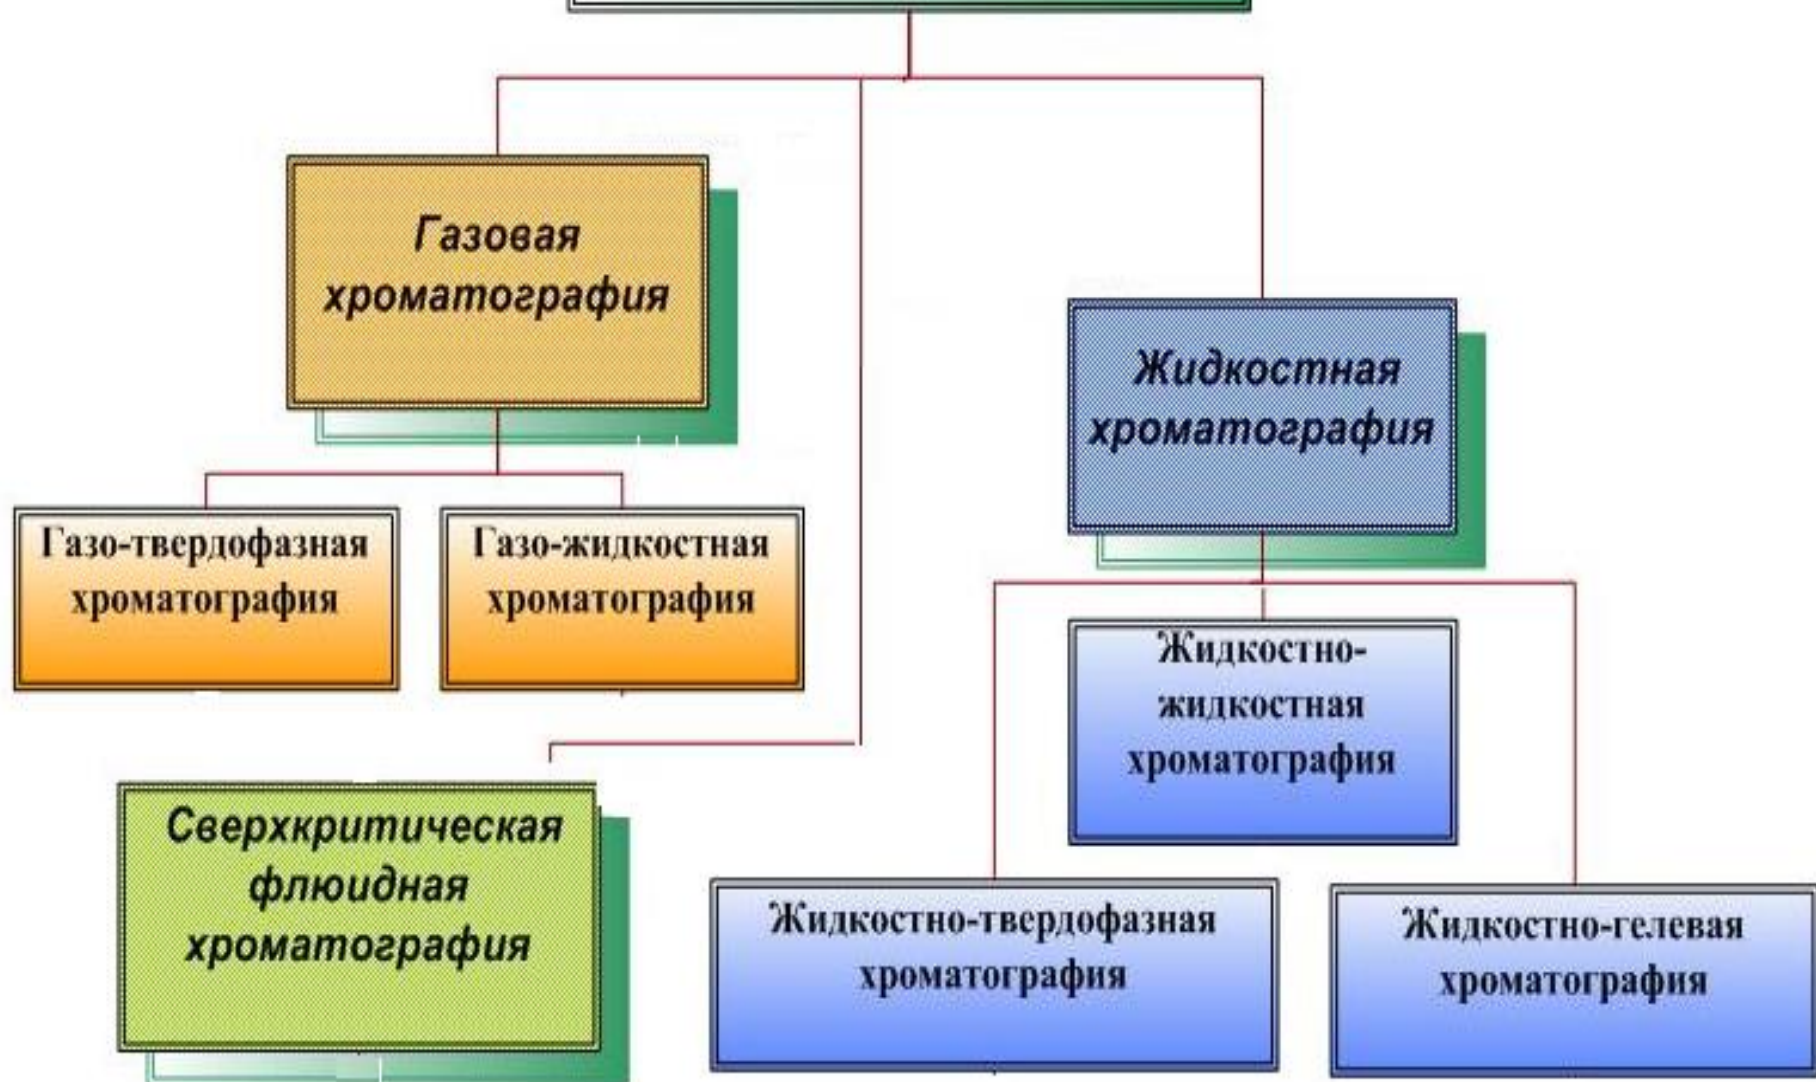 Газовая
хроматография
Жидкостная
хроматография
Газо-твердофазная
хроматография
Газо-жидкостная
хроматография
Жидкостно-
жидкостная
хроматография
Сверхкритическая
флюидная
хроматография
Жидкостно-твердофазная
хроматография
Жидкостно-гелевая
хроматография